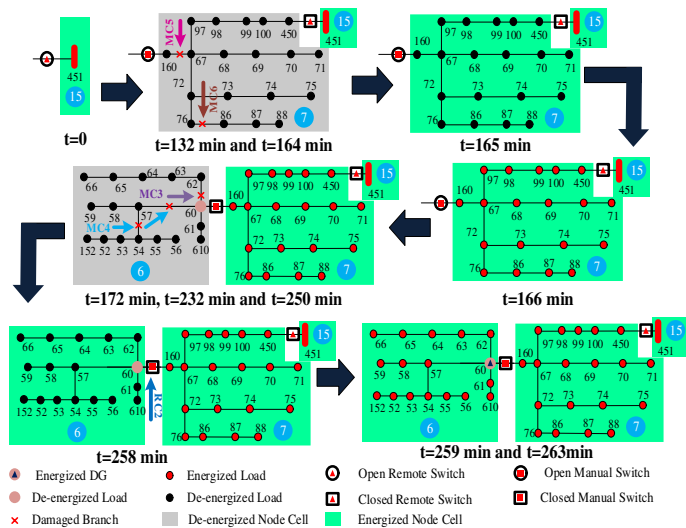 451
15
t=0
97 98 99 100 450
15
451
MC5
160 67 68 69 70 71
72 73 74 75
MC6
76 86 87 88
7
t=132 min and t=164 min
97 98 99 100 450
15
451
160 67 68 69 70 71
72 73 74 75
76 86 87 88
7
t=165 min
66 65 64 63 62
MC3
59 58 57 60
MC4
61
152 52 53 54 55 56 610
6
97 98 99 100 450
15
451
160 67 68 69 70 71
72 73 74 75
76 86 87 88
7
t=172 min, t=232 min and t=250 min
97 98 99 100 450
15
451
160 67 68 69 70 71
72 73 74 75
76 86 87 88
7
t=166 min
66 65 64 63 62
59 58 57 60
61
152 52 53 54 55 56 610
6
RC2
97 98 99 100 450
15
451
160 67 68 69 70 71
72 73 74 75
76 86 87 88
7
t=258 min
66 65 64 63 62
59 58 57 60
61
152 52 53 54 55 56 610
6
97 98 99 100 450
15
451
160 67 68 69 70 71
72 73 74 75
76 86 87 88
7
t=259 min and t=263min
Energized DG Energized Load Open Remote Switch Open Manual Switch
De-energized Load De-energized Load Closed Remote Switch Closed Manual Switch
Damaged Branch De-energized Node Cell Energized Node Cell